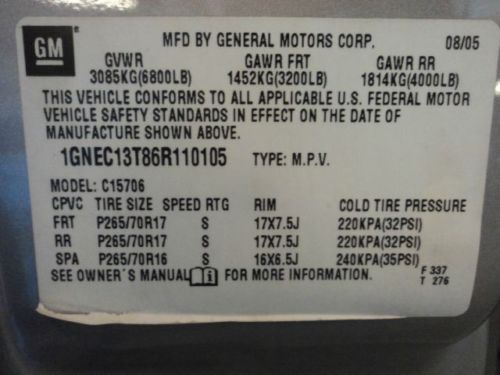 GM
MFD BY GENERAL MOTORS CORP. 08/05
GVWR GAWR FRT GAWR RR
3085KG(6800LB) 1452KG(3200LB) 1814KG(4000LB)
THIS VEHICLE CONFORMS TO ALL APPLICABLE U.S. FEDERAL MOTOR
VEHICLE SAFETY STANDARDS IN EFFECT ON THE DATE OF
MANUFACTURE SHOWN ABOVE.
1GNEC13T86R110105 TYPE: M.P.V.
MODEL: C15706
CPVC TIRE SIZE SPEED RTG RIM COLD TIRE PRESSURE
FRT P265/70R17 S 17X7.5J 220KPA(32PSI)
RR P265/70R17 S 17X7.5J 220KPA(32PSI)
SPA P265/70R16 S 16X6.5J 240KPA(35PSI)
SEE OWNER´S MANUAL i FOR MORE INFORMATION. F 337
T 276